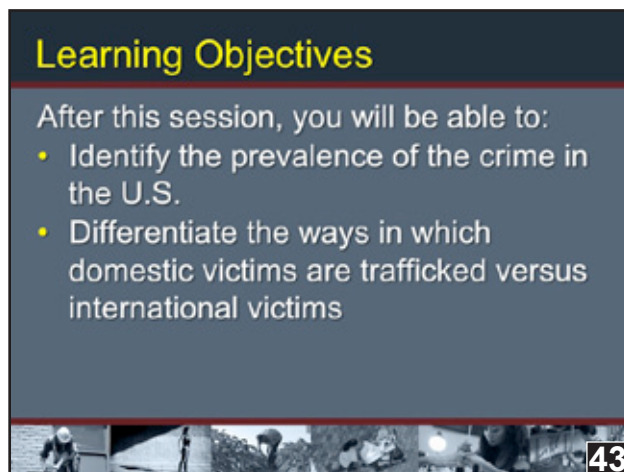 Learning Objectives
After this session, you will be able to:
• Identify the prevalence of the crime in
the U.S.
• Differentiate the ways in which
domestic victims are trafficked versus
international victims
43